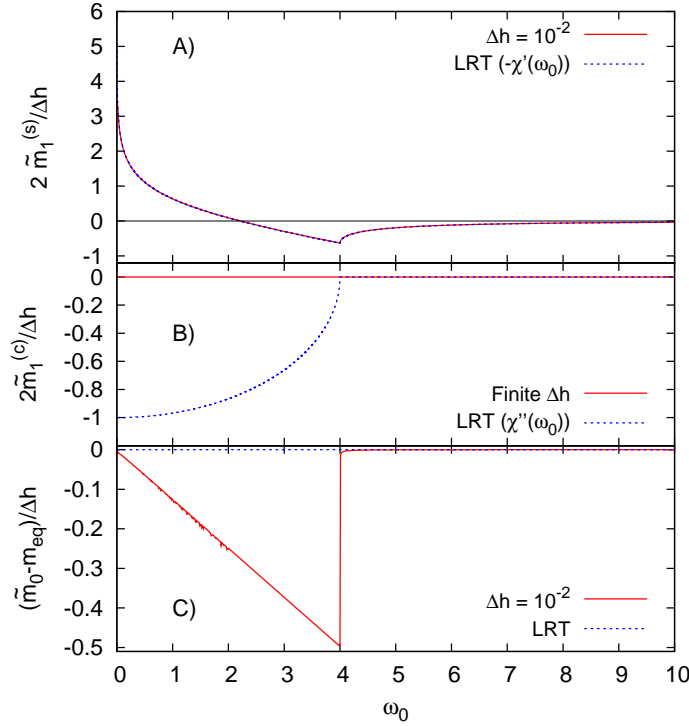 6
5
4
3
2
1
0
-1
2 m̃₁⁽ˢ⁾/Δh
A)
Δh = 10⁻²
LRT (-χ'(ω₀))
0
-0.2
-0.4
-0.6
-0.8
-1
2m̃₁⁽ᶜ⁾/Δh
B)
Finite Δh
LRT (χ''(ω₀))
0
-0.1
-0.2
-0.3
-0.4
-0.5
(m̃₀-m_eq)/Δh
C)
Δh = 10⁻²
LRT
0 1 2 3 4 5 6 7 8 9 10
ω₀